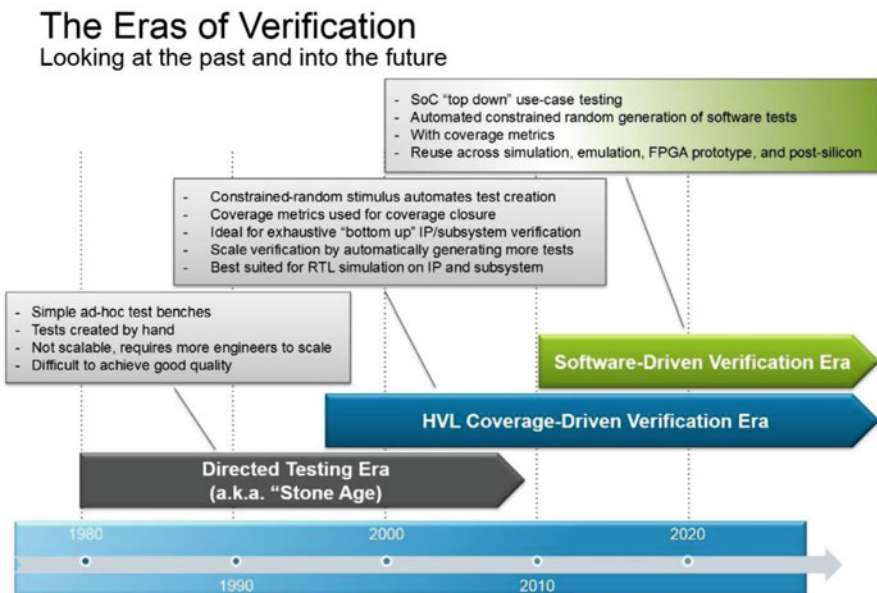 The Eras of Verification
Looking at the past and into the future
- SoC “top down” use-case testing
- Automated constrained random generation of software tests
- With coverage metrics
- Reuse across simulation, emulation, FPGA prototype, and post-silicon
- Constrained-random stimulus automates test creation
- Coverage metrics used for coverage closure
- Ideal for exhaustive “bottom up” IP/subsystem verification
- Scale verification by automatically generating more tests
- Best suited for RTL simulation on IP and subsystem
- Simple ad-hoc test benches
- Tests created by hand
- Not scalable, requires more engineers to scale
- Difficult to achieve good quality
Software-Driven Verification Era
HVL Coverage-Driven Verification Era
Directed Testing Era
(a.k.a. “Stone Age)
1980
2000
2020
1990
2010